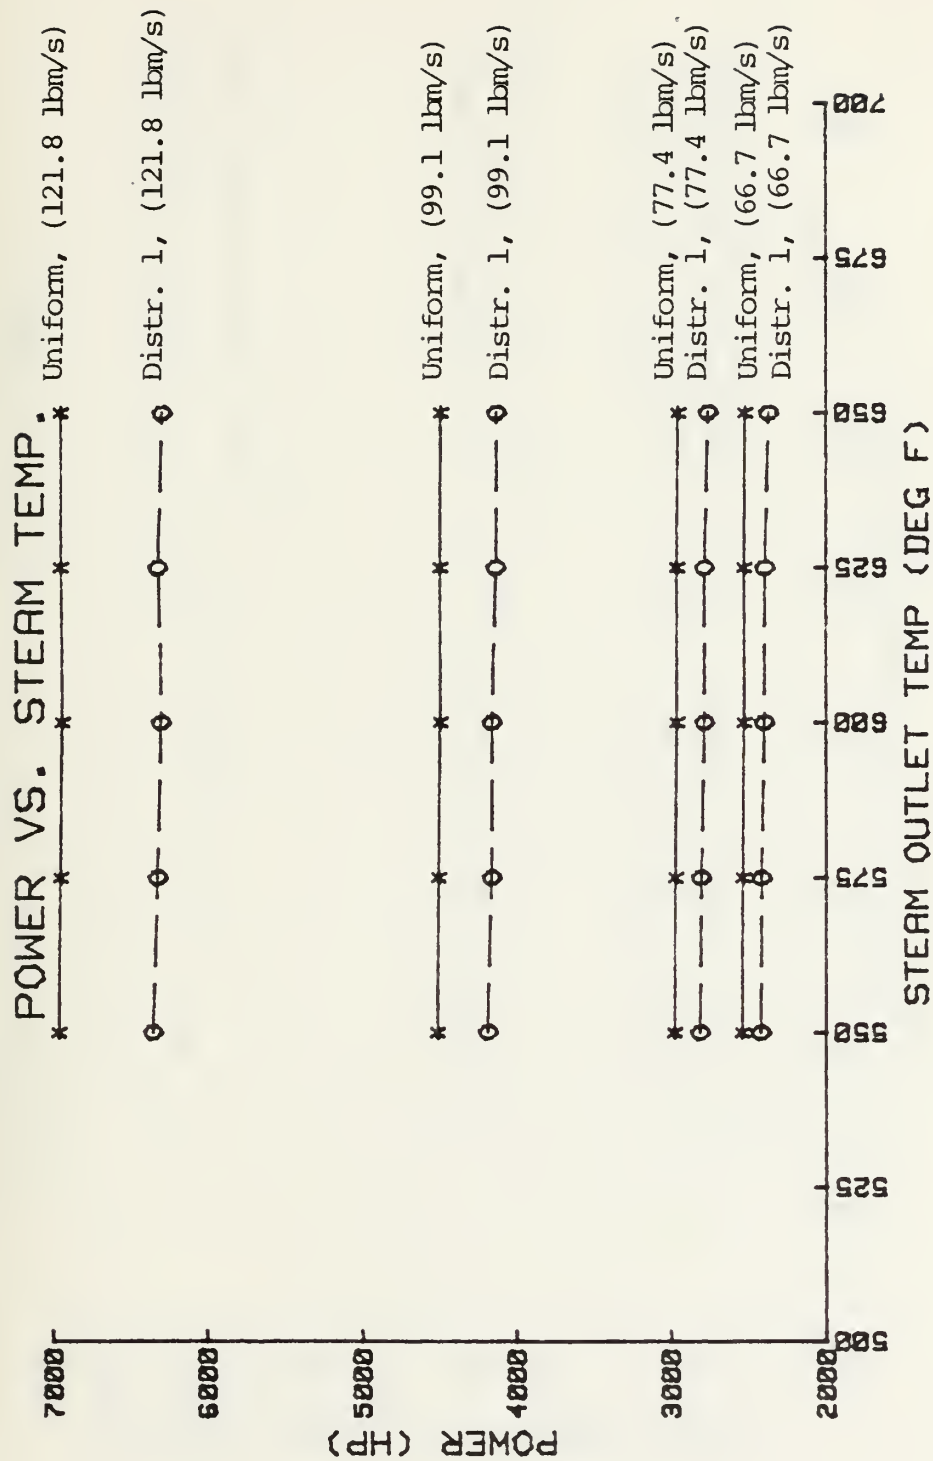 POWER VS. STEAM TEMP.
Uniform, (121.8 lbm/s)
Distr. 1, (121.8 lbm/s)
Uniform, (99.1 lbm/s)
Distr. 1, (99.1 lbm/s)
Uniform, (77.4 lbm/s)
Distr. 1, (77.4 lbm/s)
Uniform, (66.7 lbm/s)
Distr. 1, (66.7 lbm/s)
7000
6000
5000
4000
3000
2000
POWER (HP)
500
525
550
575
600
625
650
675
700
STEAM OUTLET TEMP (DEG F)